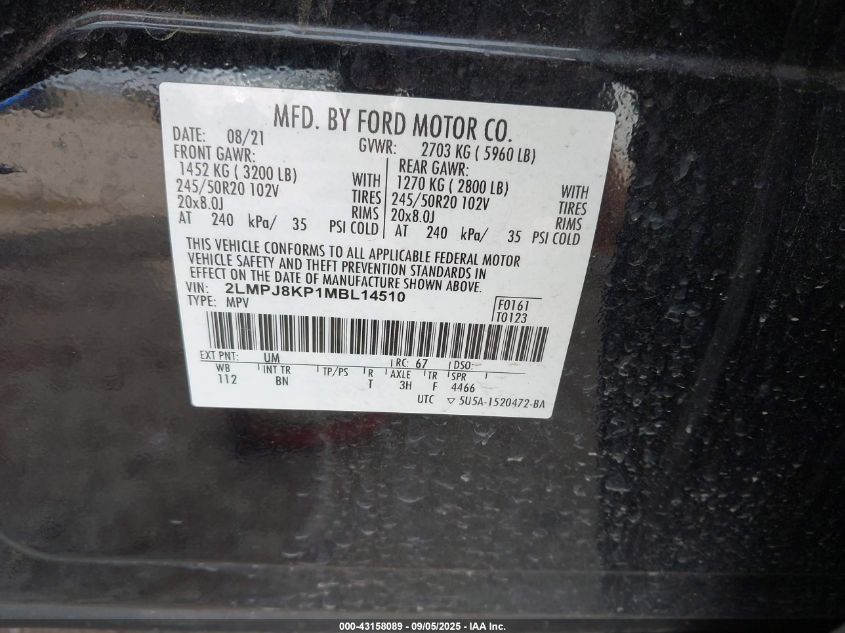 MFD. BY FORD MOTOR CO.
DATE: 08/21 GVWR: 2703 KG ( 5960 LB)
FRONT GAWR: REAR GAWR:
1452 KG ( 3200 LB) WITH 1270 KG ( 2800 LB) WITH
245/50R20 102V TIRES 245/50R20 102V TIRES
20x8.0J RIMS 20x8.0J RIMS
AT 240 kPa/ 35 PSI COLD AT 240 kPa/ 35 PSI COLD
THIS VEHICLE CONFORMS TO ALL APPLICABLE FEDERAL MOTOR
VEHICLE SAFETY AND THEFT PREVENTION STANDARDS IN
EFFECT ON THE DATE OF MANUFACTURE SHOWN ABOVE.
VIN: 2LMPJ8KP1MBL14510 F0161
TYPE: MPV T0123
EXT PNT: UM RC: 67 DSO:
WB INT TR TP/PS R AXLE TR SPR
112 BN T 3H F 4466
UTC ▽ 5U5A-1520472-BA
000-43158089 - 09/05/2025 - IAA Inc.